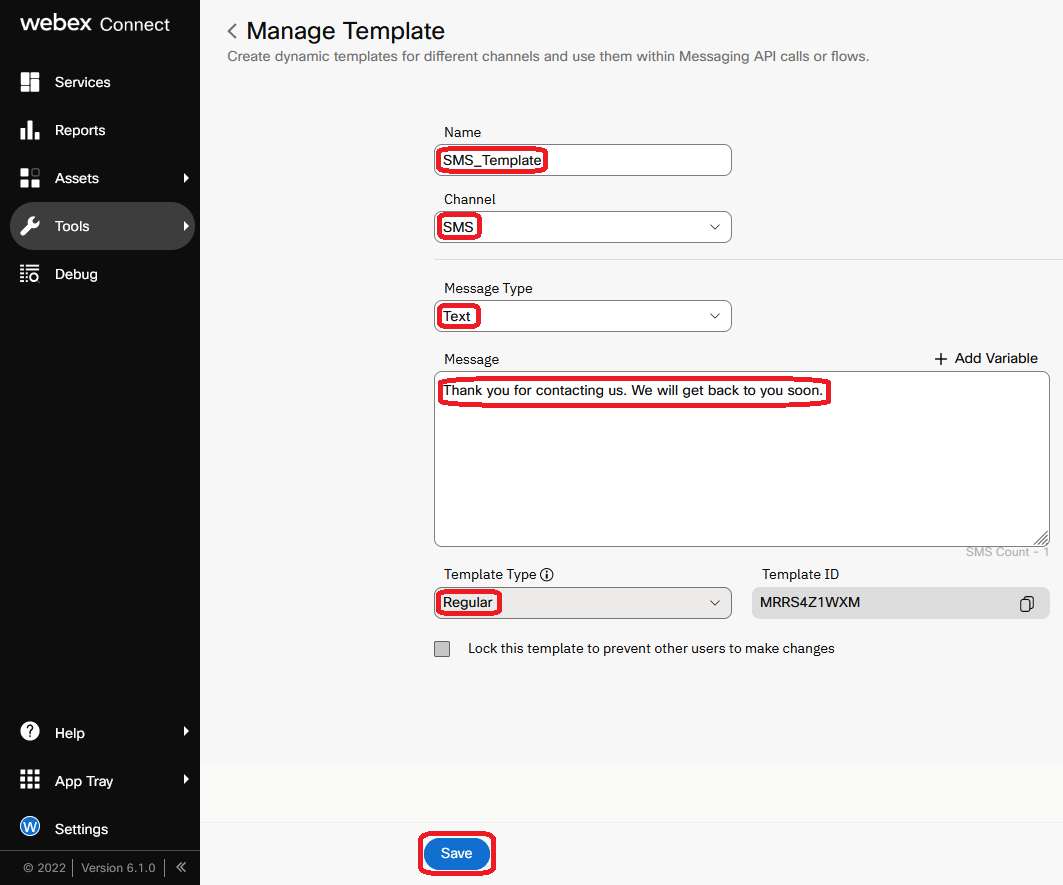 webex Connect
Services
Reports
Assets
Tools
Debug
Help
App Tray
W
Settings
© 2022
Version 6.1.0
Manage Template
Create dynamic templates for different channels and use them within Messaging API calls or flows.
Name
SMS_Template
Channel
SMS
Message Type
Text
Message
Add Variable
Thank you for contacting us. We will get back to you soon.
SMS Count - 1
Template Type
Template ID
Regular
MRRS4Z1WXM
Lock this template to prevent other users to make changes
Save